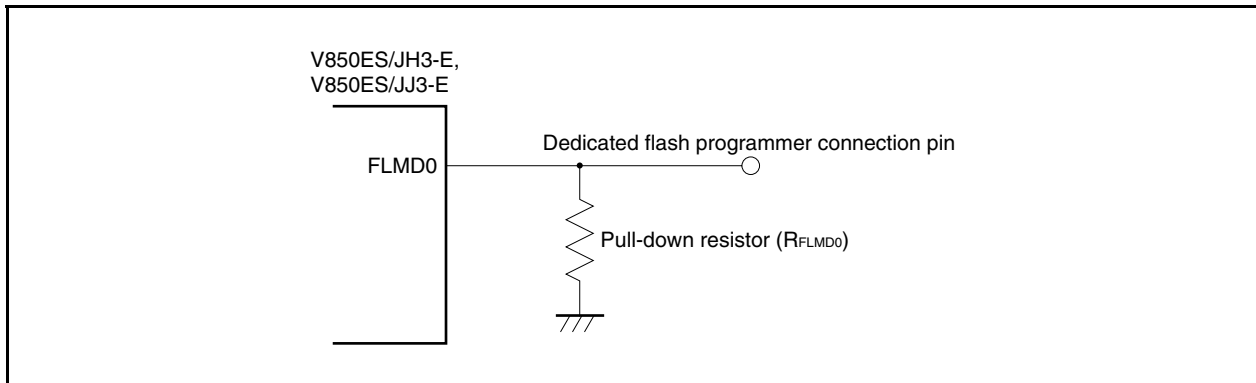 V850ES/JH3-E,
V850ES/JJ3-E
Dedicated flash programmer connection pin
FLMD0
Pull-down resistor (RFLMD0)